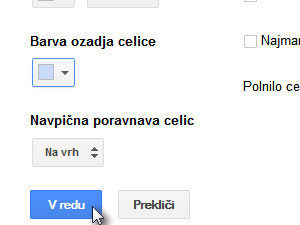 Barva ozadja celice
Najmar
Polnilo ce
Navpična poravnava celic
Na vrh
V redu
Prekliči